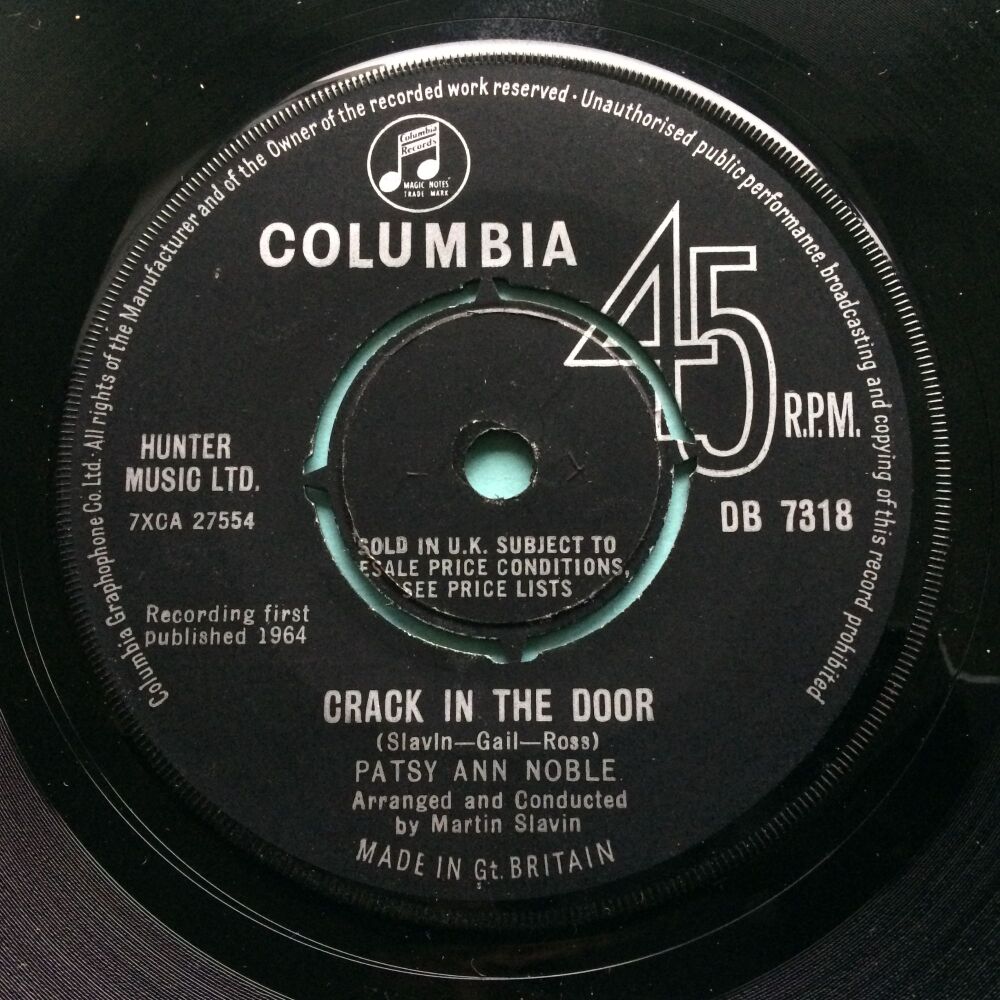 Columbia Graphophone Co. Ltd. · All rights of the Manufacturer and of the Owner of the recorded work reserved · Unauthorised public performance, broadcasting and copying of this record prohibited
Columbia
Records
MAGIC NOTES
TRADE MARK
COLUMBIA
45
R.P.M.
HUNTER
MUSIC LTD.
7XCA 27554
DB 7318
SOLD IN U.K. SUBJECT TO
ESALE PRICE CONDITIONS,
SEE PRICE LISTS
Recording first
published 1964
CRACK IN THE DOOR
(Slavin—Gail—Ross)
PATSY ANN NOBLE
Arranged and Conducted
by Martin Slavin
MADE IN Gt. BRITAIN